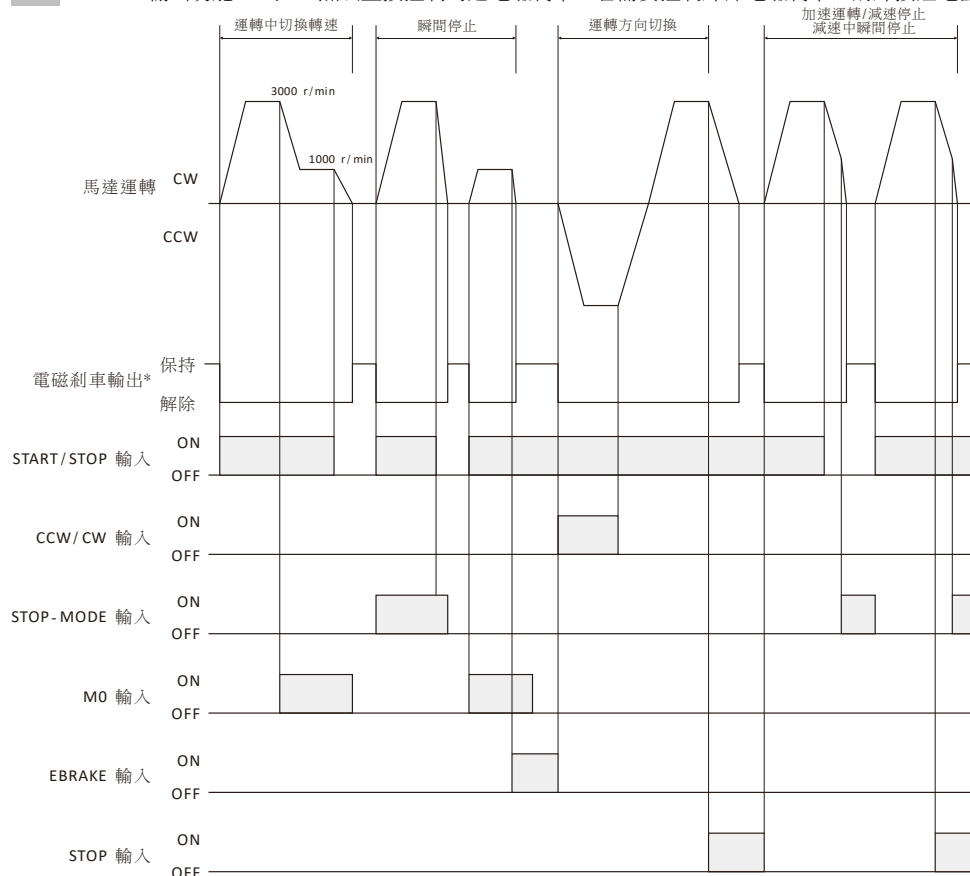 運轉中切換轉速
瞬間停止
運轉方向切換
加速運轉/減速停止
減速中瞬間停止
3000 r/min
1000 r/min
馬達運轉
CW
CCW
電磁剎車輸出*
保持
解除
START/STOP 輸入
ON
OFF
CCW/CW 輸入
ON
OFF
STOP-MODE 輸入
ON
OFF
M0 輸入
ON
OFF
EBRAKE 輸入
ON
OFF
STOP 輸入
ON
OFF